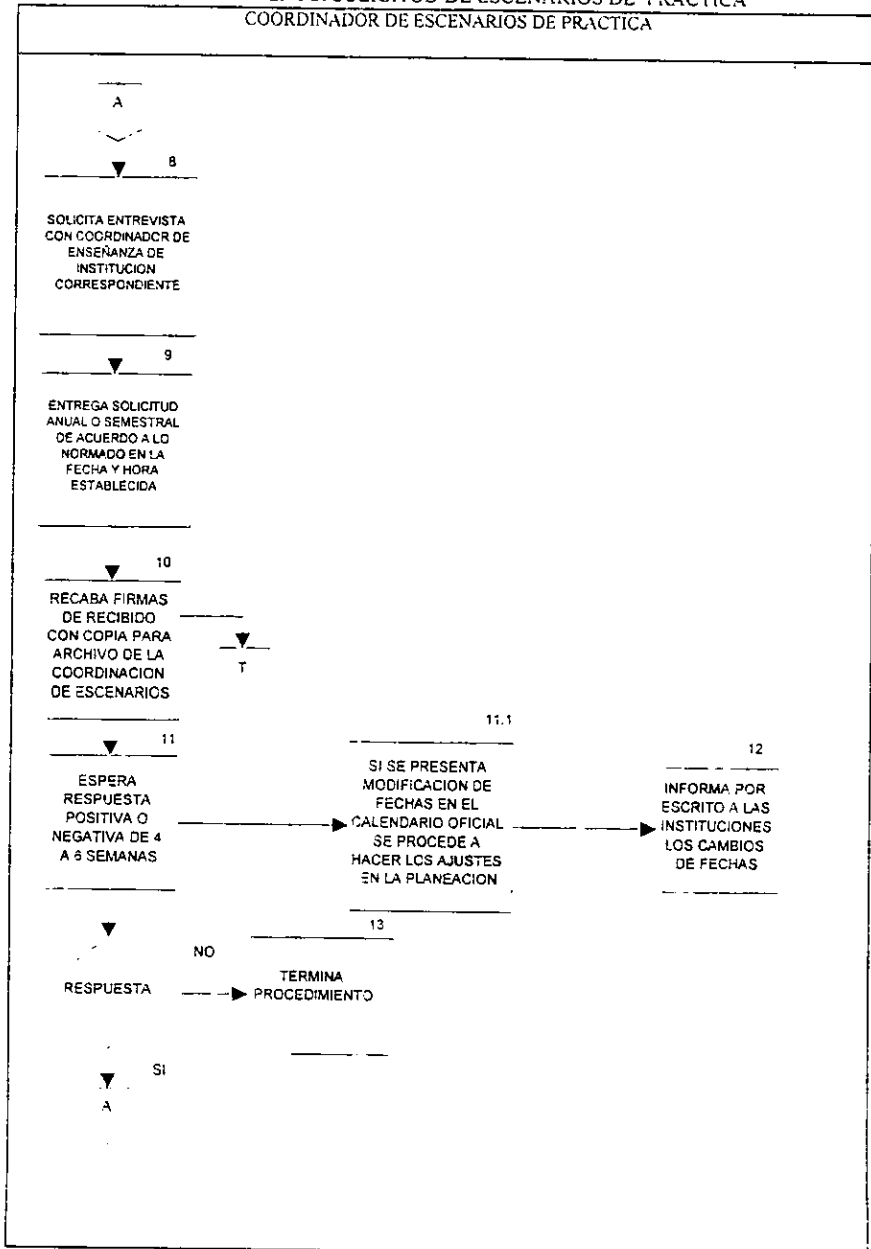 DE ESCENARIOS DE PRACTICA
COORDINADOR DE ESCENARIOS DE PRACTICA
A
8
SOLICITA ENTREVISTA
CON COORDINADOR DE
ENSEÑANZA DE
INSTITUCION
CORRESPONDIENTE
9
ENTREGA SOLICITUD
ANUAL O SEMESTRAL
DE ACUERDO A LO
NORMADO EN LA
FECHA Y HORA
ESTABLECIDA
10
RECABA FIRMAS
DE RECIBIDO
CON COPIA PARA
ARCHIVO DE LA
COORDINACION
DE ESCENARIOS
T
11
ESPERA
RESPUESTA
POSITIVA O
NEGATIVA DE 4
A 6 SEMANAS
11.1
SI SE PRESENTA
MODIFICACION DE
FECHAS EN EL
CALENDARIO OFICIAL
SE PROCEDE A
HACER LOS AJUSTES
EN LA PLANEACION
12
INFORMA POR
ESCRITO A LAS
INSTITUCIONES
LOS CAMBIOS
DE FECHAS
RESPUESTA
NO
13
TERMINA
PROCEDIMIENTO
SI
A